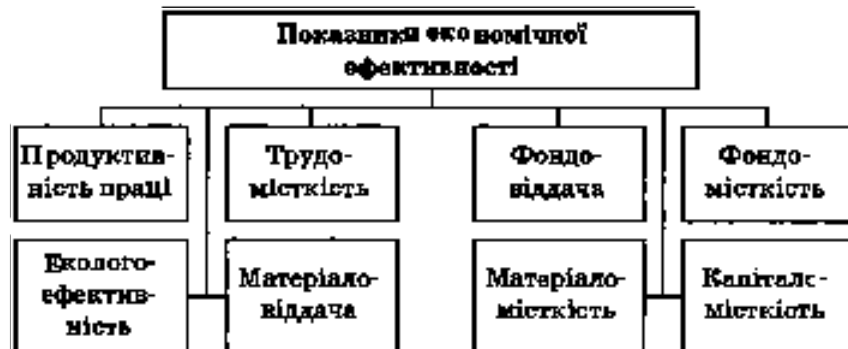 Показники економічної
ефективності
Продуктив-
ність праці
Трудо-
місткість
Фондо-
віддача
Фондо-
місткість
Еколого-
ефектив-
ність
Матеріало-
віддача
Матеріало-
місткість
Капітало-
місткість